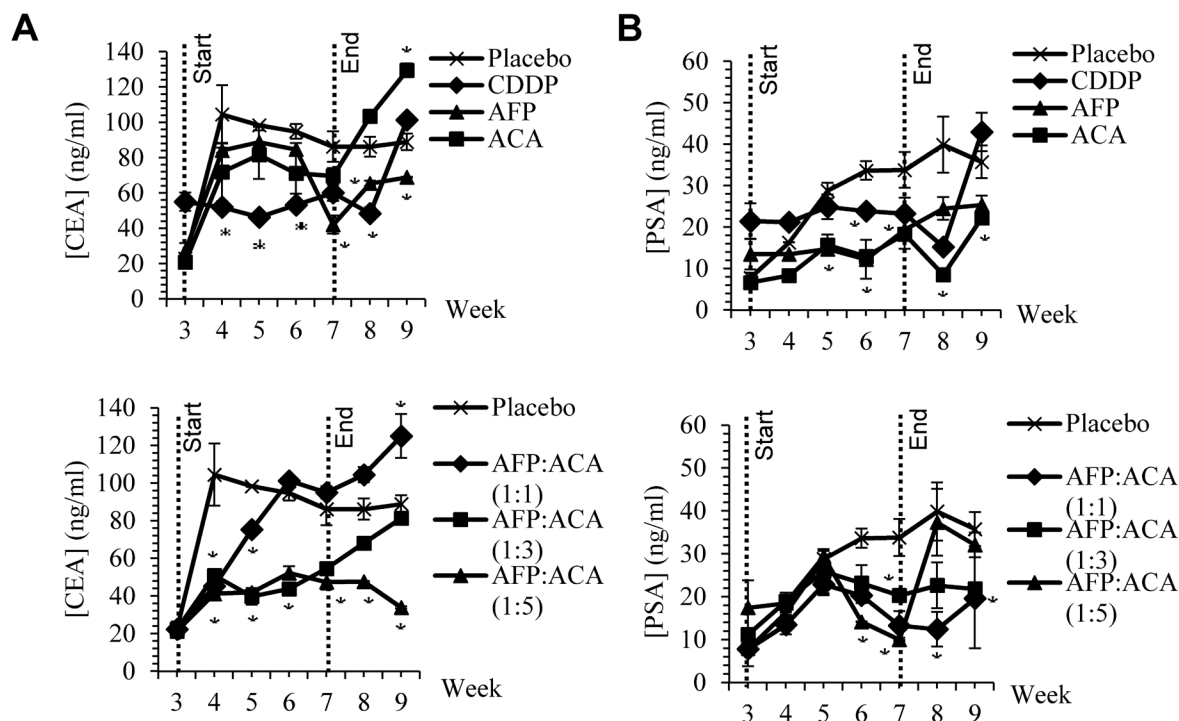 A
[CEA] (ng/ml)
140
120
100
80
60
40
20
0
Start
End
Placebo
CDDP
AFP
ACA
3 4 5 6 7 8 9
Week
B
[PSA] (ng/ml)
60
50
40
30
20
10
0
Start
End
Placebo
CDDP
AFP
ACA
3 4 5 6 7 8 9
Week
[CEA] (ng/ml)
140
120
100
80
60
40
20
0
Start
End
Placebo
AFP:ACA
(1:1)
AFP:ACA
(1:3)
AFP:ACA
(1:5)
3 4 5 6 7 8 9
Week
[PSA] (ng/ml)
60
50
40
30
20
10
0
Start
End
Placebo
AFP:ACA
(1:1)
AFP:ACA
(1:3)
AFP:ACA
(1:5)
3 4 5 6 7 8 9
Week